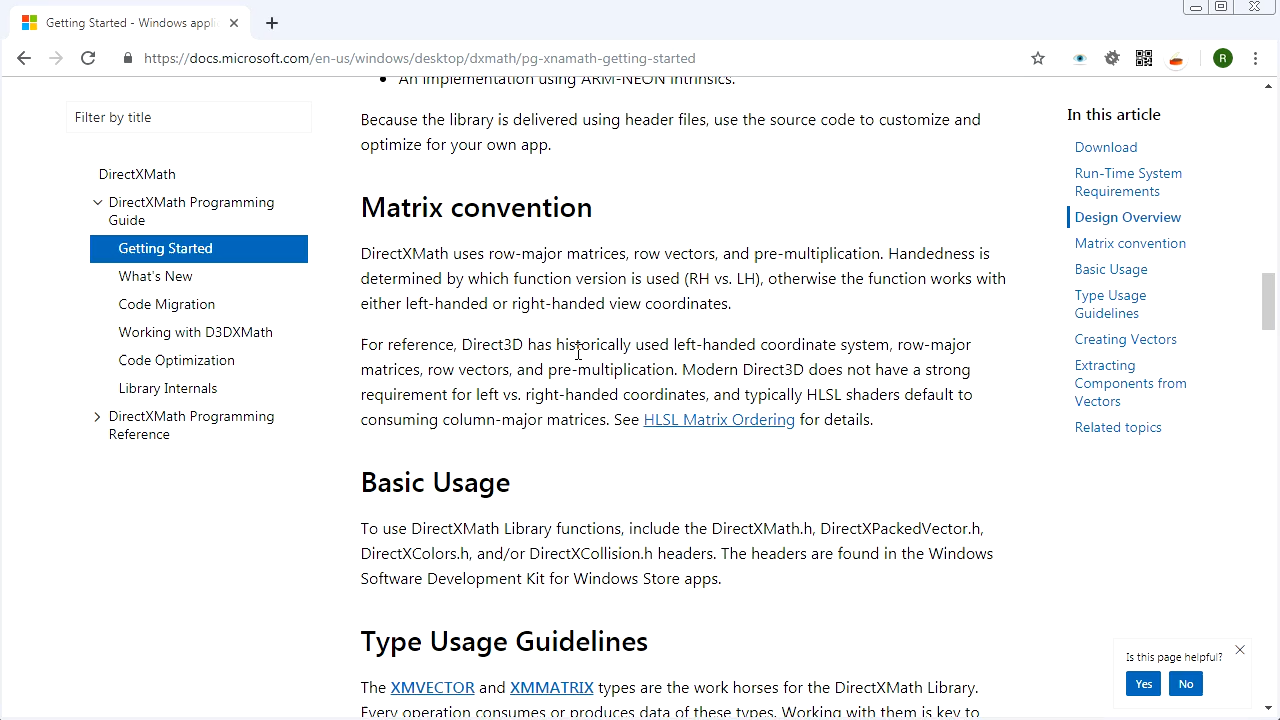 Getting Started - Windows appli
https://docs.microsoft.com/en-us/windows/desktop/dxmath/pg-xnamath-getting-started
R
Filter by title
DirectXMath
DirectXMath Programming
Guide
Getting Started
What's New
Code Migration
Working with D3DXMath
Code Optimization
Library Internals
DirectXMath Programming
Reference
• An implementation using ARM-NEON intrinsics.
Because the library is delivered using header files, use the source code to customize and
optimize for your own app.
Matrix convention
DirectXMath uses row-major matrices, row vectors, and pre-multiplication. Handedness is
determined by which function version is used (RH vs. LH), otherwise the function works with
either left-handed or right-handed view coordinates.
For reference, Direct3D has historically used left-handed coordinate system, row-major
matrices, row vectors, and pre-multiplication. Modern Direct3D does not have a strong
requirement for left vs. right-handed coordinates, and typically HLSL shaders default to
consuming column-major matrices. See HLSL Matrix Ordering for details.
Basic Usage
To use DirectXMath Library functions, include the DirectXMath.h, DirectXPackedVector.h,
DirectXColors.h, and/or DirectXCollision.h headers. The headers are found in the Windows
Software Development Kit for Windows Store apps.
Type Usage Guidelines
The XMVECTOR and XMMATRIX types are the work horses for the DirectXMath Library.
Every operation consumes or produces data of these types. Working with them is key to
In this article
Download
Run-Time System
Requirements
Design Overview
Matrix convention
Basic Usage
Type Usage
Guidelines
Creating Vectors
Extracting
Components from
Vectors
Related topics
Is this page helpful?
Yes
No